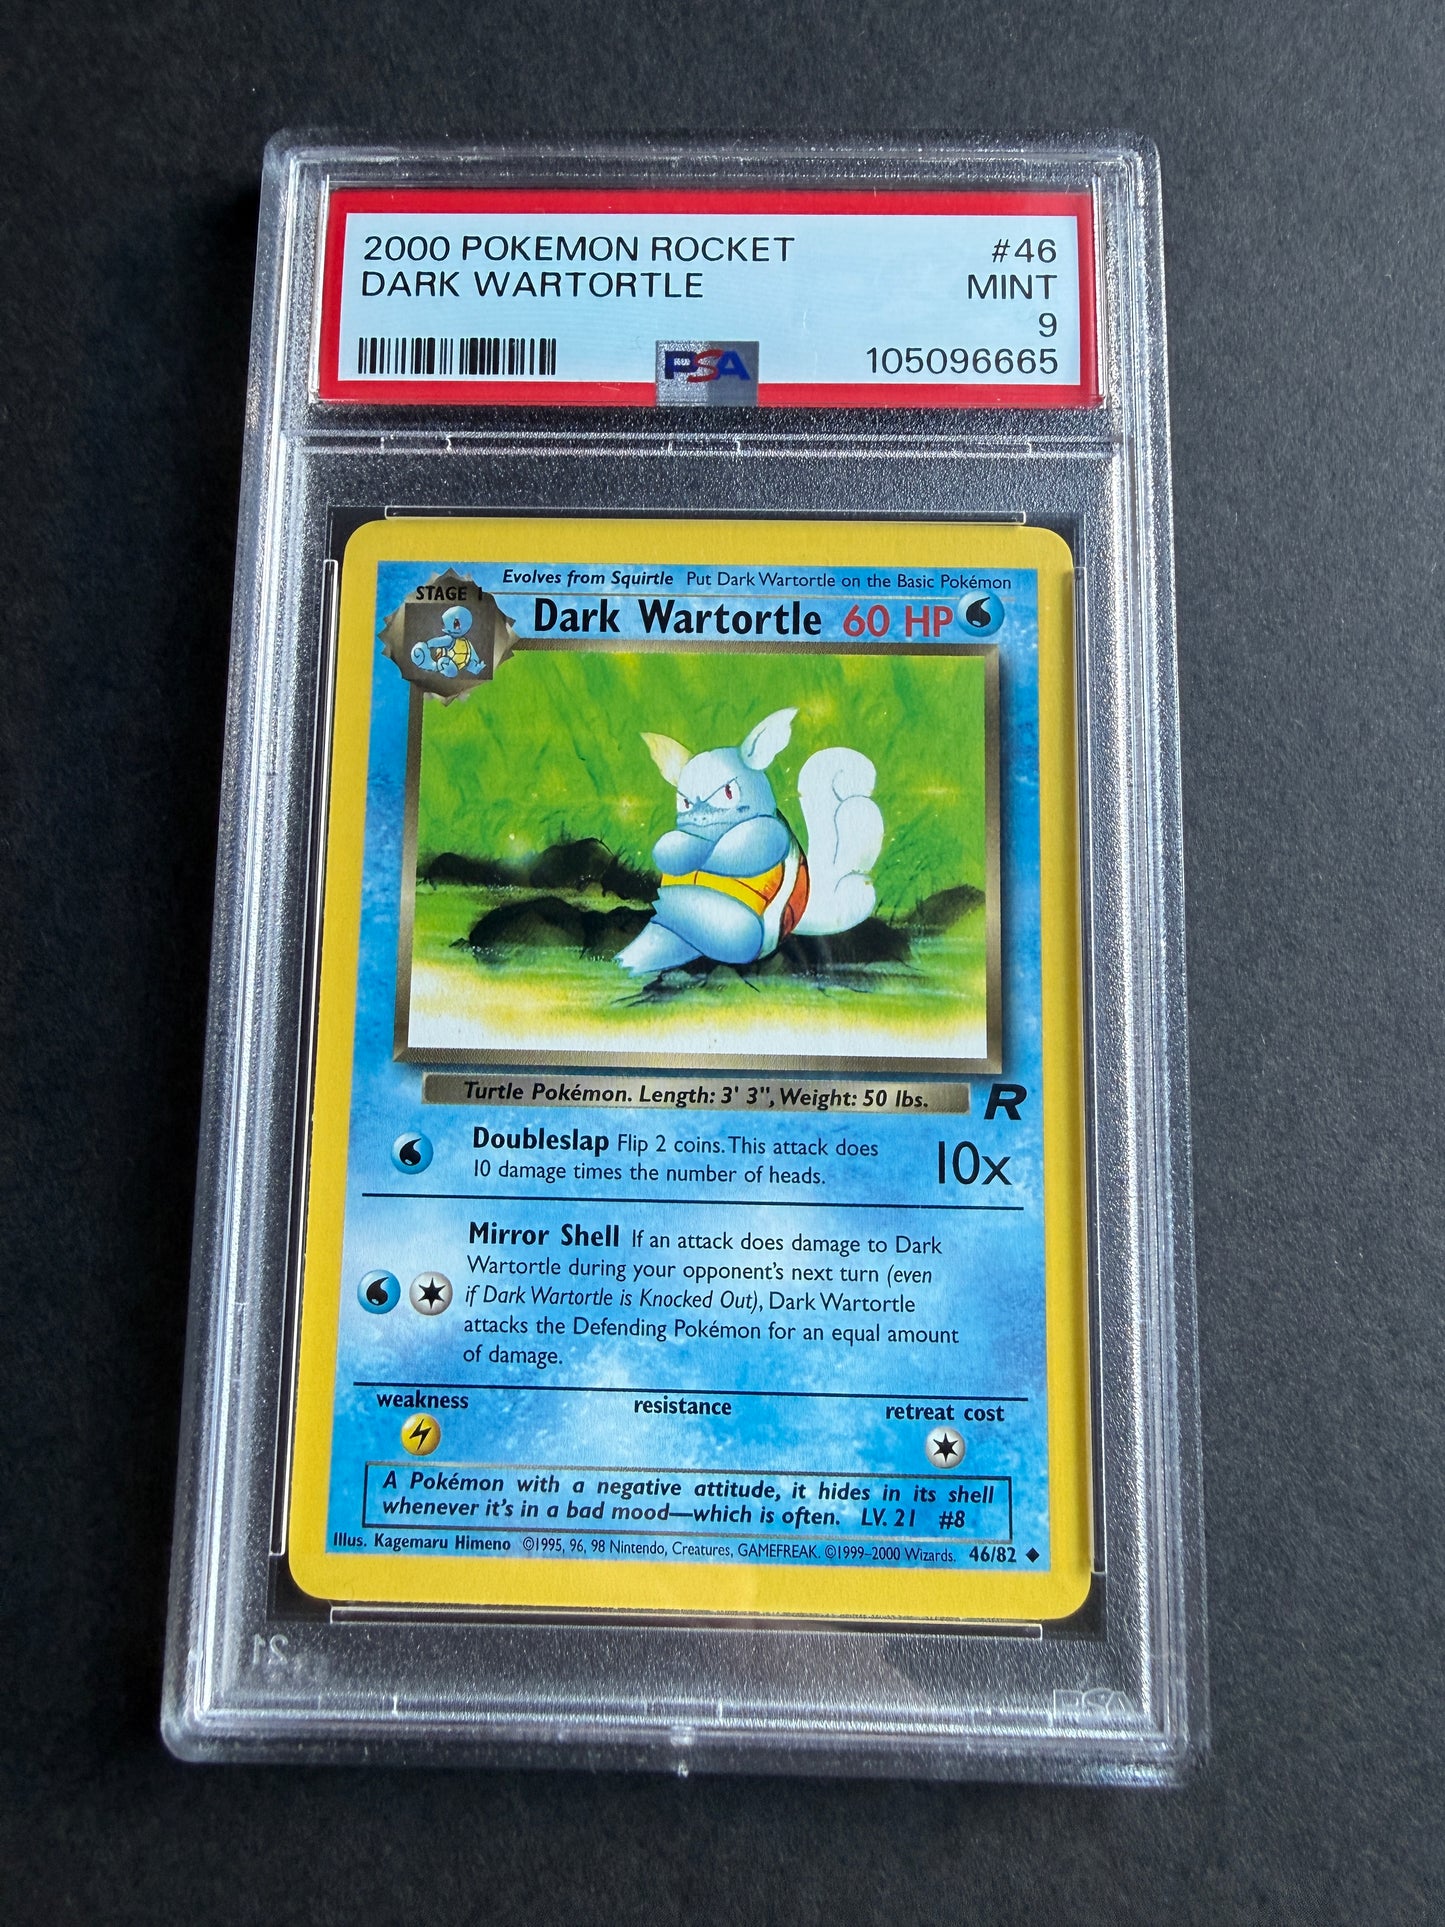 2000 POKEMON ROCKET #46
DARK WARTORTLE MINT
9
PSA 105096665
STAGE 1
Evolves from Squirtle Put Dark Wartortle on the Basic Pokémon
Dark Wartortle 60 HP
Turtle Pokémon. Length: 3' 3", Weight: 50 lbs.
R
Doubleslap Flip 2 coins. This attack does
10 damage times the number of heads.
10x
Mirror Shell If an attack does damage to Dark
Wartortle during your opponent's next turn (even
if Dark Wartortle is Knocked Out), Dark Wartortle
attacks the Defending Pokémon for an equal amount
of damage.
weakness resistance retreat cost
A Pokémon with a negative attitude, it hides in its shell
whenever it's in a bad mood—which is often. LV. 21 #8
Illus. Kagemaru Himeno ©1995, 96, 98 Nintendo, Creatures, GAMEFREAK. ©1999–2000 Wizards. 46/82
21
PSA